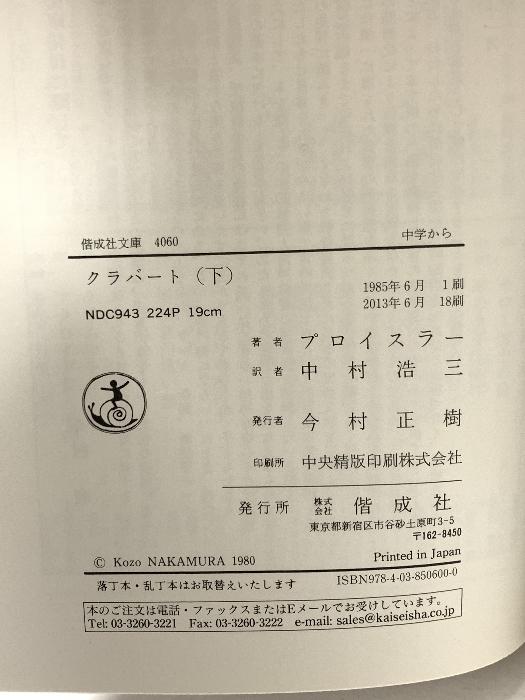 偕成社文庫 4060 中学から
クラバート（下）
1985年6月 1刷
2013年6月 18刷
NDC943 224P 19cm
著者 プロイスラー
訳者 中村浩三
発行者 今村正樹
印刷所 中央精版印刷株式会社
発行所 株式会社 偕成社
東京都新宿区市谷砂土原町3-5
〒162-8450
© Kozo NAKAMURA 1980 Printed in Japan
落丁本・乱丁本はお取替えいたします ISBN978-4-03-850600-0
本のご注文は電話・ファックスまたはEメールでお受けしています。
Tel: 03-3260-3221 Fax: 03-3260-3222 e-mail: sales@kaiseisha.co.jp